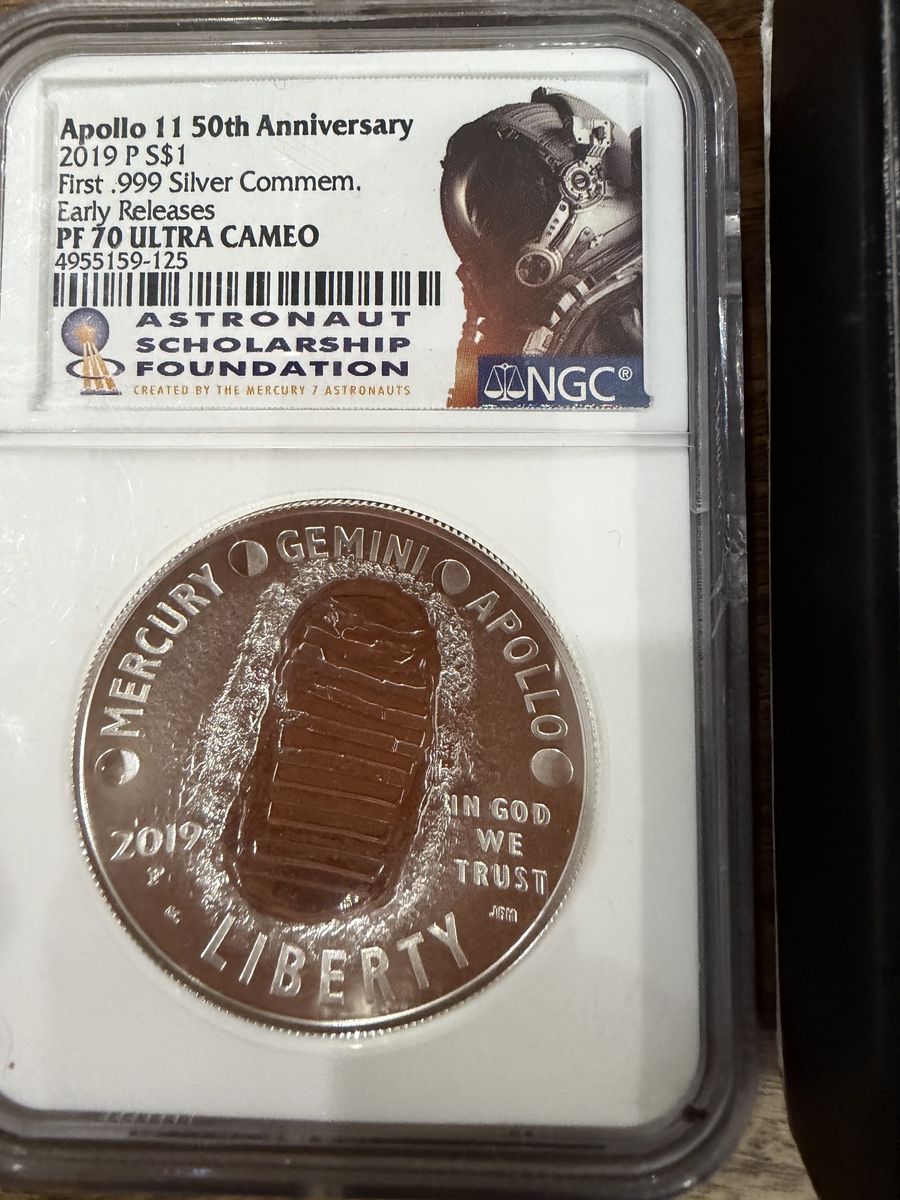 Apollo 11 50th Anniversary
2019 P S$1
First .999 Silver Commem.
Early Releases
PF 70 ULTRA CAMEO
4955159-125
ASTRONAUT
SCHOLARSHIP
FOUNDATION
CREATED BY THE MERCURY 7 ASTRONAUTS
NGC®
MERCURY GEMINI APOLLO
IN GOD
WE
TRUST
2019
P
JFM
LIBERTY